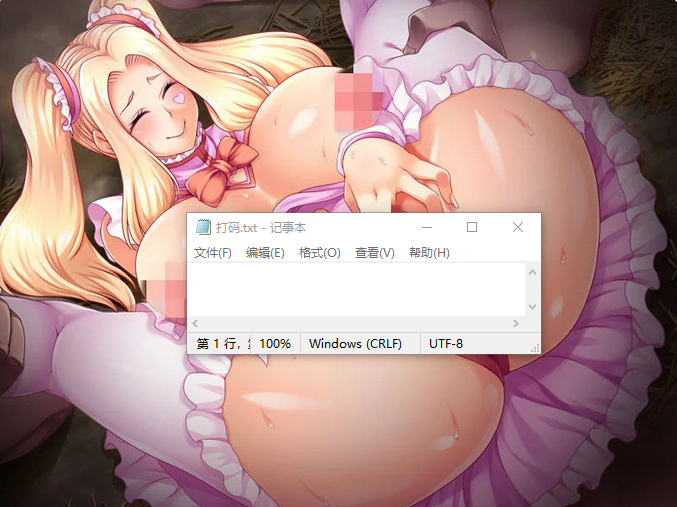 打码.txt - 记事本
文件(F) 编辑(E) 格式(O) 查看(V) 帮助(H)
第 1 行, 100% Windows (CRLF) UTF-8